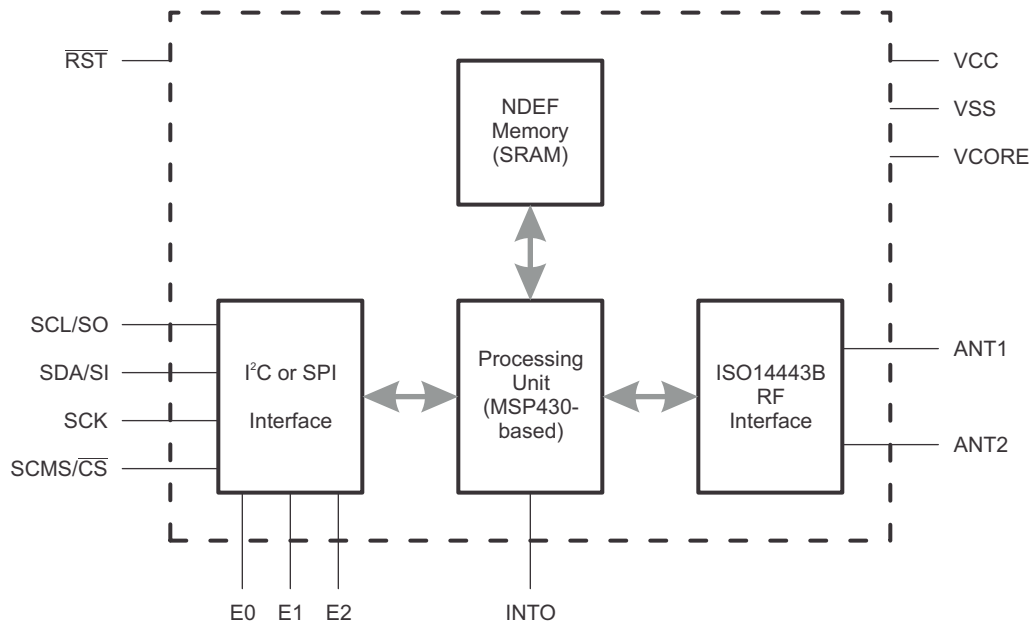 RST
VCC
NDEF
Memory
(SRAM)
VSS
VCORE
SCL/SO
SDA/SI
SCK
SCMS/CS
I²C or SPI
Interface
Processing
Unit
(MSP430-
based)
ISO14443B
RF
Interface
ANT1
ANT2
E0
E1
E2
INTO